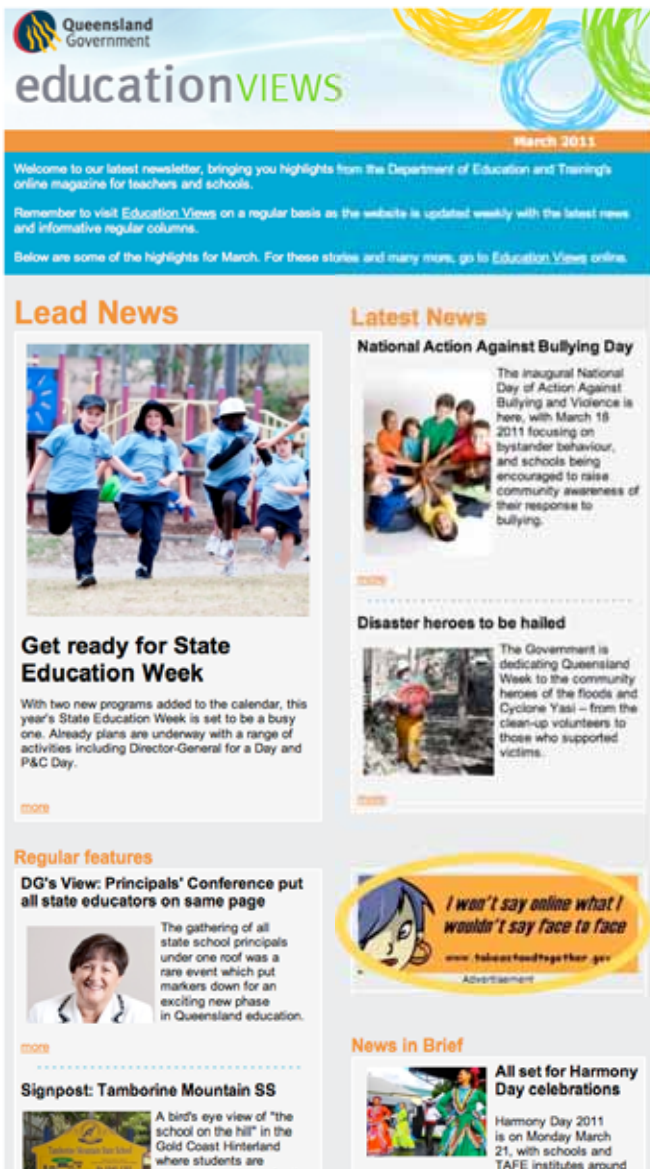 Queensland
Government
educationVIEWS
March 2011
Welcome to our latest newsletter, bringing you highlights from the Department of Education and Training's
online magazine for teachers and schools.
Remember to visit Education Views on a regular basis as the website is updated weekly with the latest news
and informative regular columns.
Below are some of the highlights for March. For these stories and many more, go to Education Views online.
Lead News
Get ready for State
Education Week
With two new programs added to the calendar, this
year's State Education Week is set to be a busy
one. Already plans are underway with a range of
activities including Director-General for a Day and
P&C Day.
more
Latest News
National Action Against Bullying Day
The inaugural National
Day of Action Against
Bullying and Violence is
here, with March 18
2011 focusing on
bystander behaviour,
and schools being
encouraged to raise
community awareness of
their response to
bullying.
more
Disaster heroes to be hailed
The Government is
dedicating Queensland
Week to the community
heroes of the floods and
Cyclone Yasi – from the
clean-up volunteers to
those who supported
victims.
more
Regular features
DG's View: Principals' Conference put
all state educators on same page
The gathering of all
state school principals
under one roof was a
rare event which put
markers down for an
exciting new phase
in Queensland education.
more
Signpost: Tamborine Mountain SS
Tamborine Mountain State School
A bird's eye view of "the
school on the hill" in the
Gold Coast Hinterland
where students are
I won't say online what I
wouldn't say face to face
www.takeastandtogether.gov
Advertisement
News in Brief
All set for Harmony
Day celebrations
Harmony Day 2011
is on Monday March
21, with schools and
TAFE institutes around